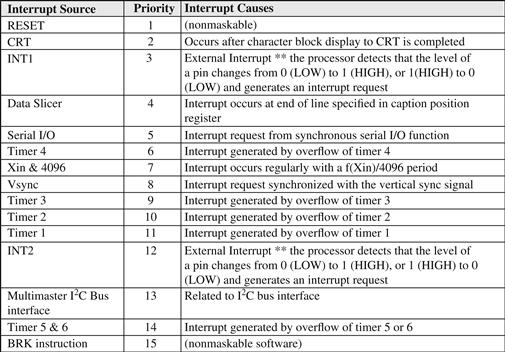 Interrupt Source Priority Interrupt Causes
RESET 1 (nonmaskable)
CRT 2 Occurs after character block display to CRT is completed
INT1 3 External Interrupt ** the processor detects that the level of
a pin changes from 0 (LOW) to 1 (HIGH), or 1(HIGH) to 0
(LOW) and generates an interrupt request
Data Slicer 4 Interrupt occurs at end of line specified in caption position
register
Serial I/O 5 Interrupt request from synchronous serial I/O function
Timer 4 6 Interrupt generated by overflow of timer 4
Xin & 4096 7 Interrupt occurs regularly with a f(Xin)/4096 period
Vsync 8 Interrupt request synchronized with the vertical sync signal
Timer 3 9 Interrupt generated by overflow of timer 3
Timer 2 10 Interrupt generated by overflow of timer 2
Timer 1 11 Interrupt generated by overflow of timer 1
INT2 12 External Interrupt ** the processor detects that the level of
a pin changes from 0 (LOW) to 1 (HIGH), or 1 (HIGH) to 0
(LOW) and generates an interrupt request
Multimaster I²C Bus 13 Related to I²C bus interface
interface
Timer 5 & 6 14 Interrupt generated by overflow of timer 5 or 6
BRK instruction 15 (nonmaskable software)